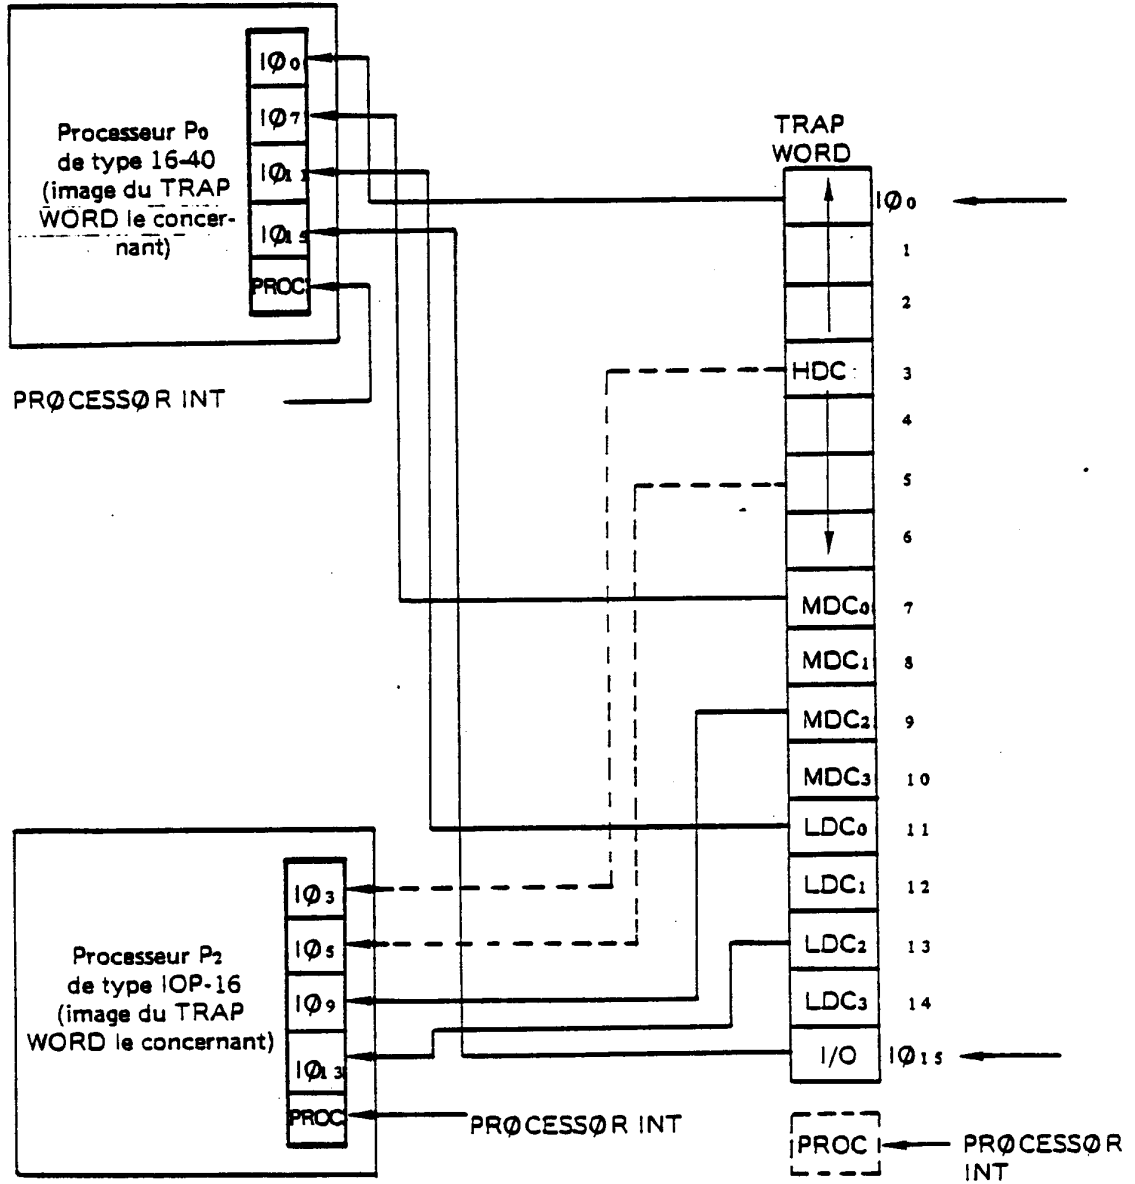 IØ0
IØ7
IØ11
IØ15
PROC
Processeur P0
de type 16-40
(image du TRAP
WORD le concer-
nant)
PRØCESSØR INT
TRAP
WORD
IØ0
1
2
HDC
3
4
5
6
MDC0
7
MDC1
8
MDC2
9
MDC3
10
LDC0
11
LDC1
12
LDC2
13
LDC3
14
I/O
IØ15
PROC
PRØCESSØR
INT
IØ3
IØ5
IØ9
IØ13
PROC
Processeur P2
de type IOP-16
(image du TRAP
WORD le concernant)
PRØCESSØR INT